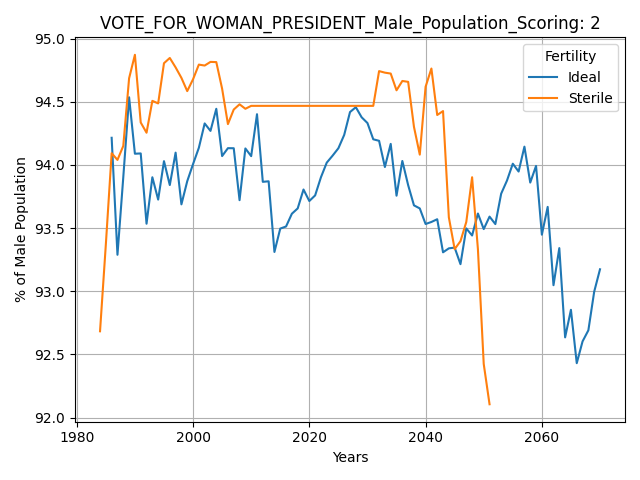 VOTE_FOR_WOMAN_PRESIDENT_Male_Population_Scoring: 2
Fertility
Ideal
Sterile
% of Male Population
95.0
94.5
94.0
93.5
93.0
92.5
92.0
1980
2000
2020
2040
2060
Years